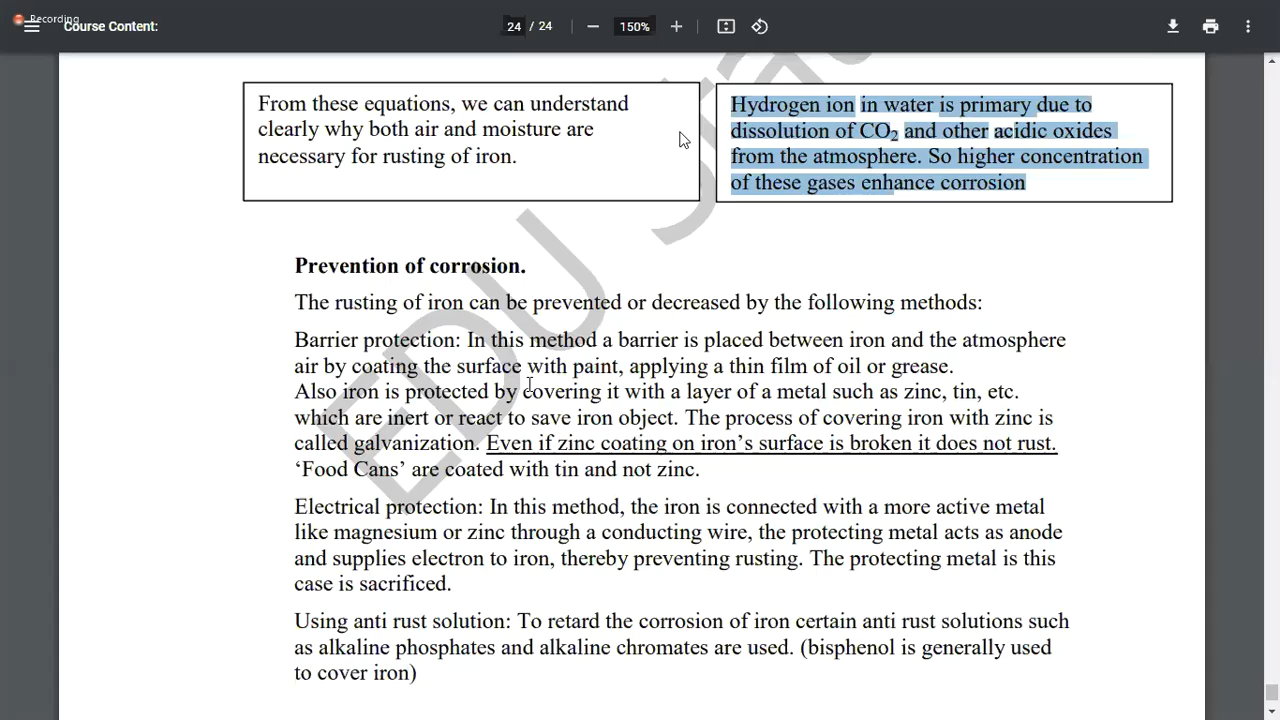 Recording
Course Content:
24 / 24
150%
From these equations, we can understand
clearly why both air and moisture are
necessary for rusting of iron.
Hydrogen ion in water is primary due to
dissolution of CO2 and other acidic oxides
from the atmosphere. So higher concentration
of these gases enhance corrosion
Prevention of corrosion.
The rusting of iron can be prevented or decreased by the following methods:
Barrier protection: In this method a barrier is placed between iron and the atmosphere
air by coating the surface with paint, applying a thin film of oil or grease.
Also iron is protected by covering it with a layer of a metal such as zinc, tin, etc.
which are inert or react to save iron object. The process of covering iron with zinc is
called galvanization. Even if zinc coating on iron's surface is broken it does not rust.
‘Food Cans’ are coated with tin and not zinc.
Electrical protection: In this method, the iron is connected with a more active metal
like magnesium or zinc through a conducting wire, the protecting metal acts as anode
and supplies electron to iron, thereby preventing rusting. The protecting metal is this
case is sacrificed.
Using anti rust solution: To retard the corrosion of iron certain anti rust solutions such
as alkaline phosphates and alkaline chromates are used. (bisphenol is generally used
to cover iron)
EDU